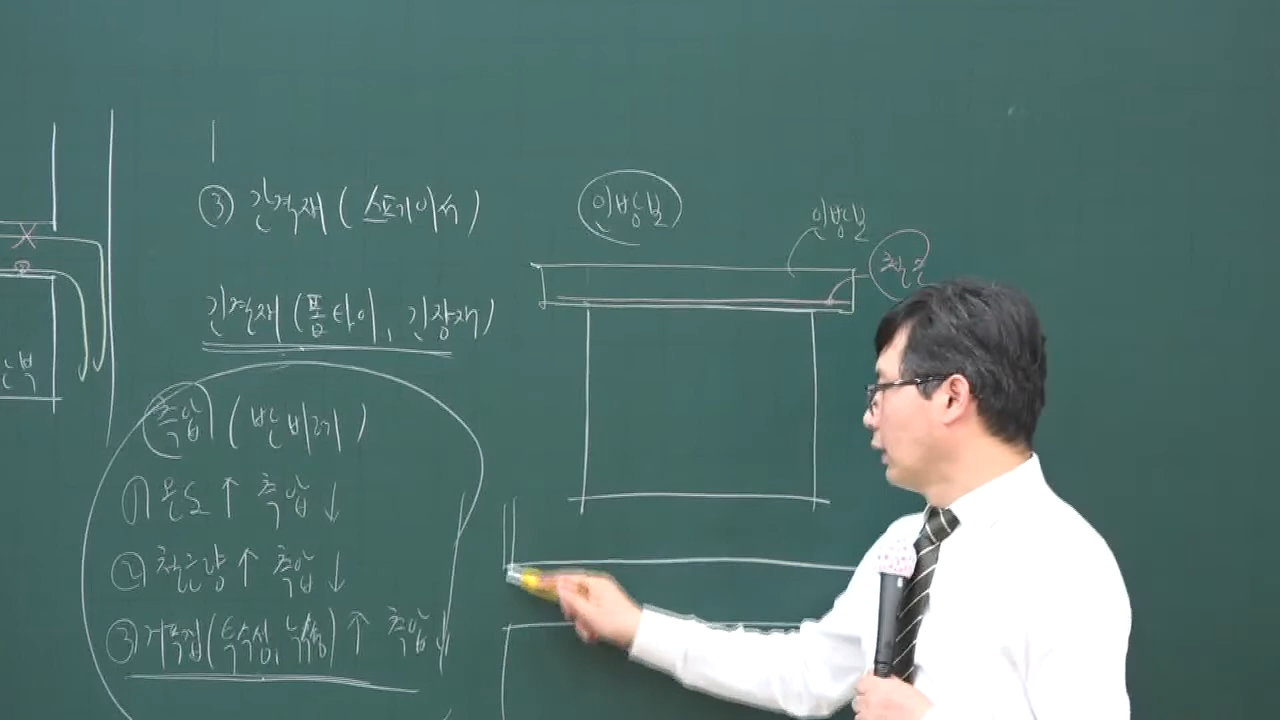 ③ 간격재 (스페이서)
간격재 (폼타이, 긴장재)
측압 (반비례)
① 온도 ↑ 측압 ↓
② 철근량 ↑ 측압 ↓
③ 거푸집(투수성, 누수성) ↑ 측압 ↓
인방보
인방보
철근